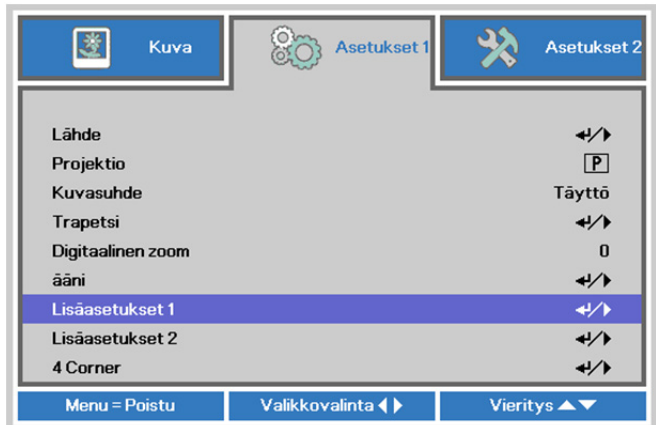 Kuva
Asetukset 1
Asetukset 2
Lähde ↵/▶
Projektio P
Kuvasuhde Täyttö
Trapetsi ↵/▶
Digitaalinen zoom 0
ääni ↵/▶
Lisäasetukset 1 ↵/▶
Lisäasetukset 2 ↵/▶
4 Corner ↵/▶
Menu = Poistu
Valikkovalinta ◀ ▶
Vieritys ▲▼